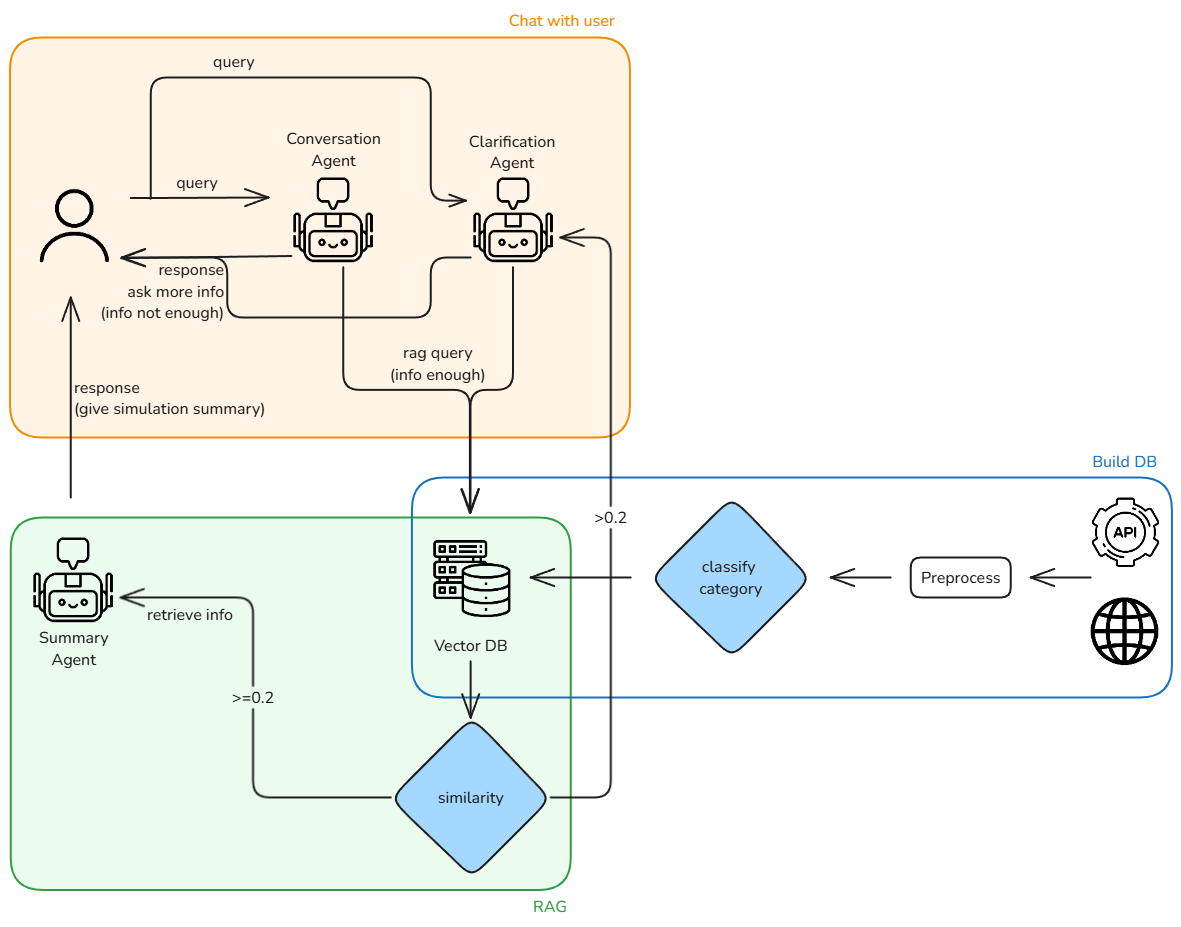 Chat with user
query
Conversation
Agent
Clarification
Agent
query
response
ask more info
(info not enough)
rag query
(info enough)
response
(give simulation summary)
Build DB
>0.2
API
classify
category
Preprocess
retrieve info
Summary
Agent
Vector DB
>=0.2
similarity
RAG